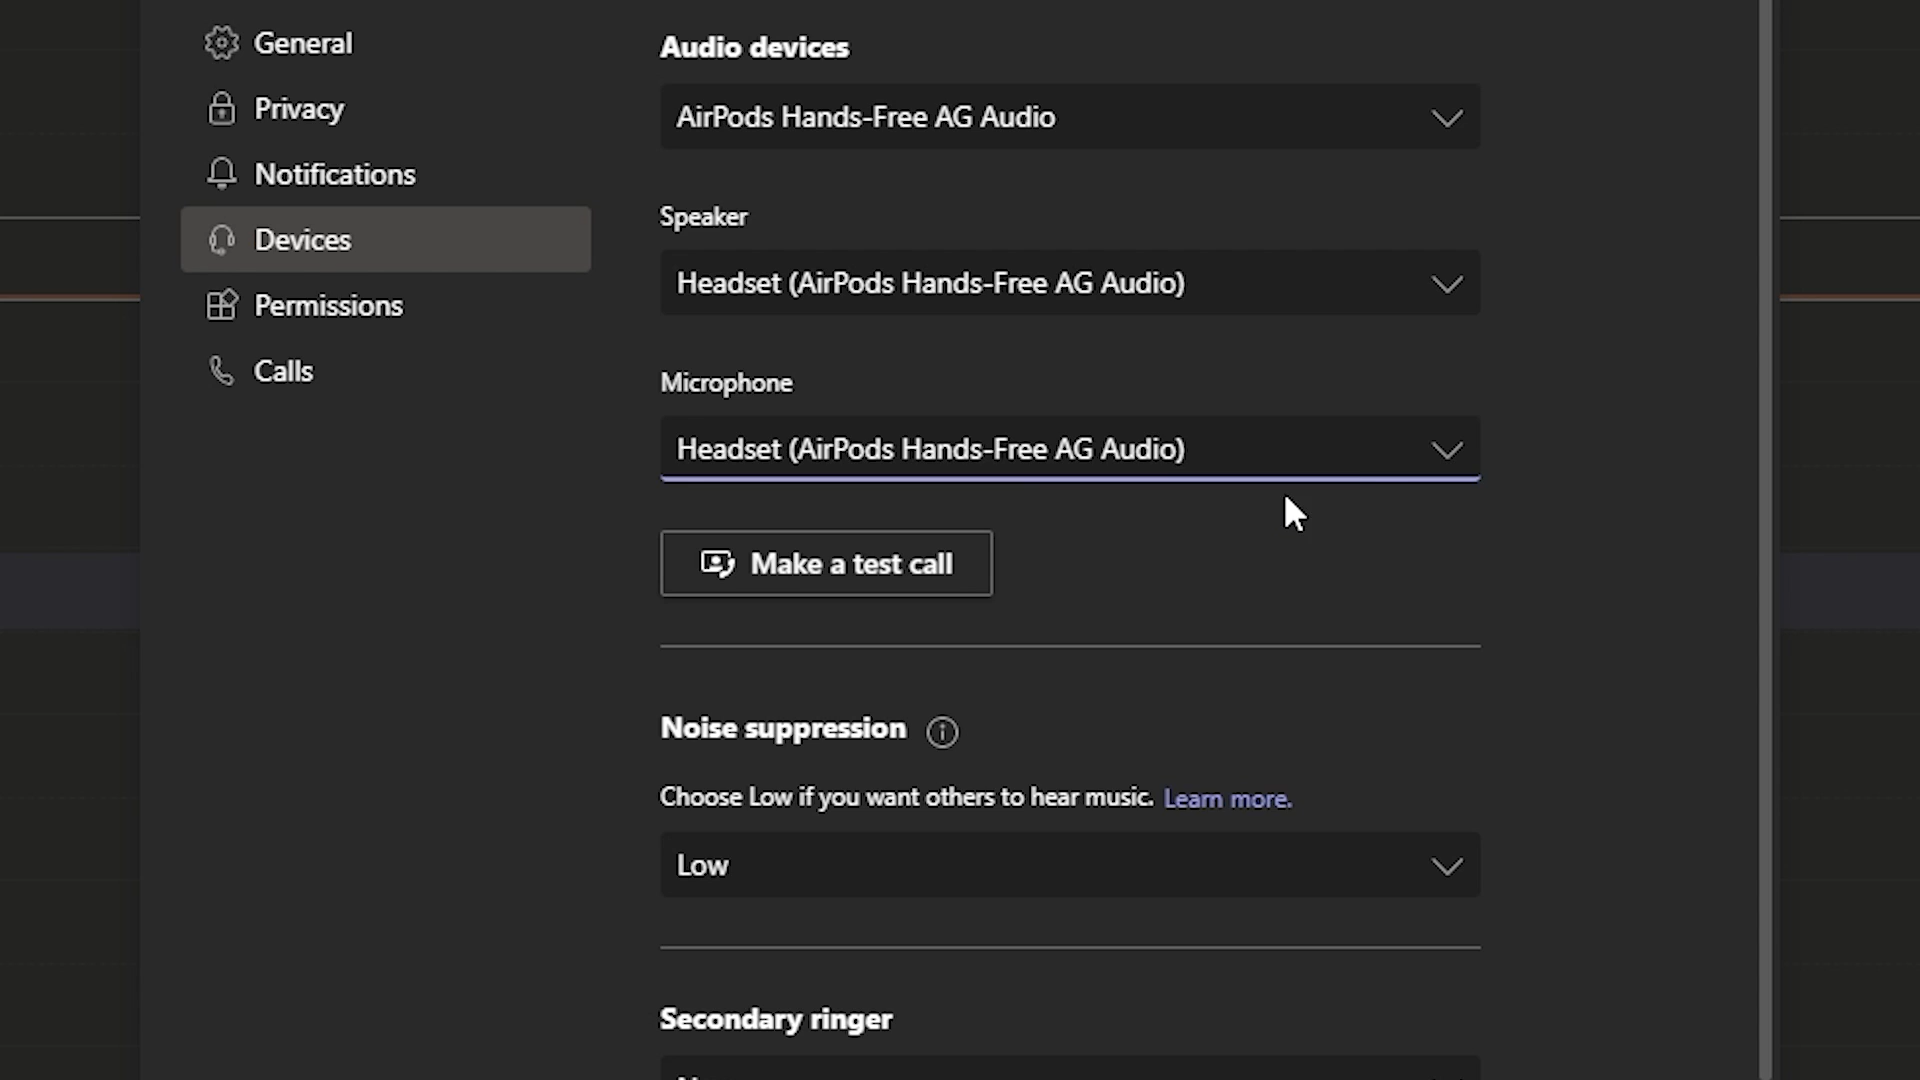 General
Privacy
Notifications
Devices
Permissions
Calls
Audio devices
AirPods Hands-Free AG Audio
Speaker
Headset (AirPods Hands-Free AG Audio)
Microphone
Headset (AirPods Hands-Free AG Audio)
Make a test call
Noise suppression
Choose Low if you want others to hear music. Learn more.
Low
Secondary ringer